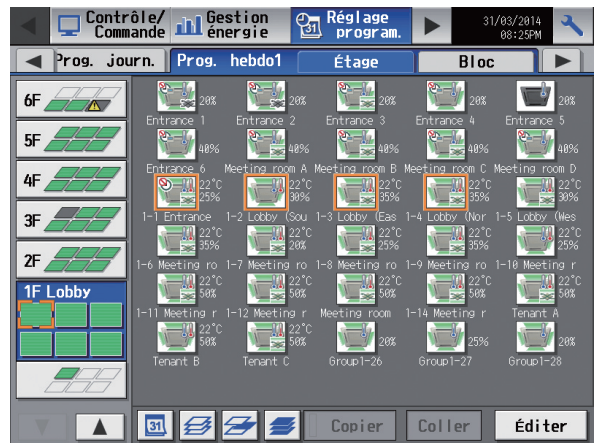 Contrôle/ Commande
Gestion énergie
31
Réglage program.
31/03/2014
08:25PM
Prog. journ.
Prog. hebdo1
Étage
Bloc
6F
5F
4F
3F
2F
1F Lobby
20% 20% 20% 20% 20%
Entrance 1 Entrance 2 Entrance 3 Entrance 4 Entrance 5
40% 40% 40% 40% 40%
Entrance 6 Meeting room A Meeting room B Meeting room C Meeting room D
22°C 22°C 22°C 22°C 22°C
25% 30% 35% 35% 30%
1-1 Entrance 1-2 Lobby (Sou 1-3 Lobby (Eas 1-4 Lobby (Nor 1-5 Lobby (Wes
22°C 22°C 22°C 22°C 22°C
35% 20% 25% 35% 25%
1-6 Meeting ro 1-7 Meeting ro 1-8 Meeting ro 1-9 Meeting ro 1-10 Meeting r
22°C 22°C 22°C 22°C 22°C
50% 50% 50% 50% 50%
1-11 Meeting r 1-12 Meeting r Meeting room 1-14 Meeting r Tenant A
22°C 22°C
50% 50% 20% 25% 20%
Tenant B Tenant C Group1-26 Group1-27 Group1-28
31
Copier
Coller
Éditer